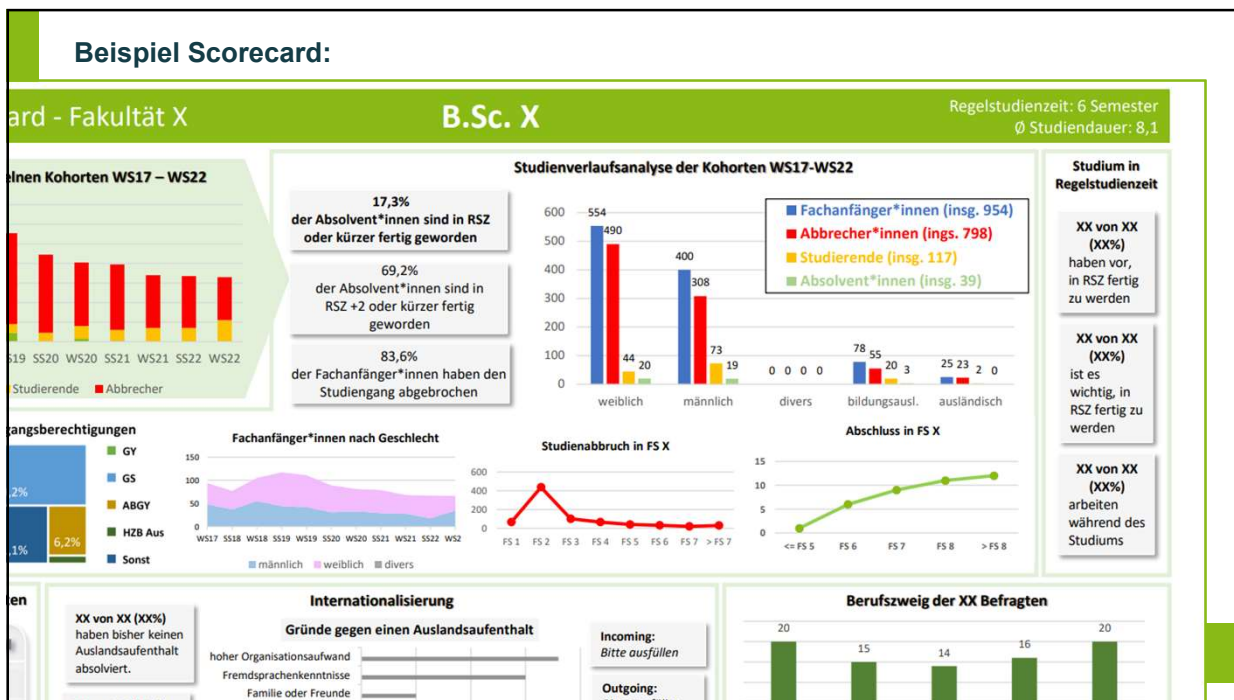 Beispiel Scorecard:
ard - Fakultät X
B.Sc. X
Regelstudienzeit: 6 Semester
Ø Studiendauer: 8,1
elnen Kohorten WS17 – WS22
S19 SS20 WS20 SS21 WS21 SS22 WS22
Studierende Abbrecher
Studienverlaufsanalyse der Kohorten WS17-WS22
17,3%
der Absolvent*innen sind in RSZ
oder kürzer fertig geworden
69,2%
der Absolvent*innen sind in
RSZ +2 oder kürzer fertig
geworden
83,6%
der Fachanfänger*innen haben den
Studiengang abgebrochen
600
500
400
300
200
100
0
554
490
44
20
400
308
73
19
0 0 0 0
78
55
20
3
25 23
2 0
weiblich männlich divers bildungsausl. ausländisch
Fachanfänger*innen (insg. 954)
Abbrecher*innen (ings. 798)
Studierende (insg. 117)
Absolvent*innen (insg. 39)
Studium in
Regelstudienzeit
XX von XX
(XX%)
haben vor,
in RSZ fertig
zu werden
XX von XX
(XX%)
ist es
wichtig, in
RSZ fertig zu
werden
XX von XX
(XX%)
arbeiten
während des
Studiums
gangsberechtigungen
,2%
,1%
6,2%
GY
GS
ABGY
HZB Aus
Sonst
Fachanfänger*innen nach Geschlecht
150
100
50
0
WS17 SS18 WS18 SS19 WS19 SS20 WS20 SS21 WS21 SS22 WS2
männlich weiblich divers
Studienabbruch in FS X
600
400
200
0
FS 1 FS 2 FS 3 FS 4 FS 5 FS 6 FS 7 > FS 7
Abschluss in FS X
15
10
5
0
<= FS 5 FS 6 FS 7 FS 8 > FS 8
en
Internationalisierung
XX von XX (XX%)
haben bisher keinen
Auslandsaufenthalt
absolviert.
Gründe gegen einen Auslandsaufenthalt
hoher Organisationsaufwand
Fremdsprachenkenntnisse
Familie oder Freunde
Incoming:
Bitte ausfüllen
Outgoing:
Berufszweig der XX Befragten
20
15
14
16
20